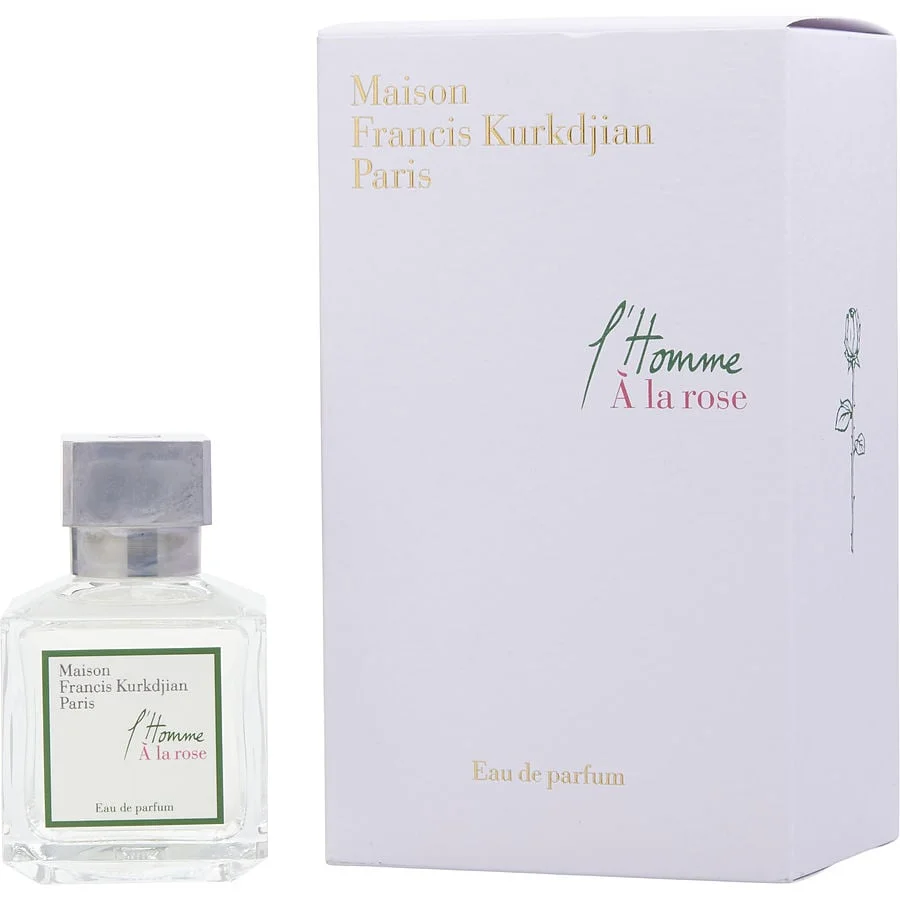 Maison
Francis Kurkdjian
Paris
l'Homme
À la rose
Eau de parfum
Maison
Francis Kurkdjian
Paris
l'Homme
À la rose
Eau de parfum